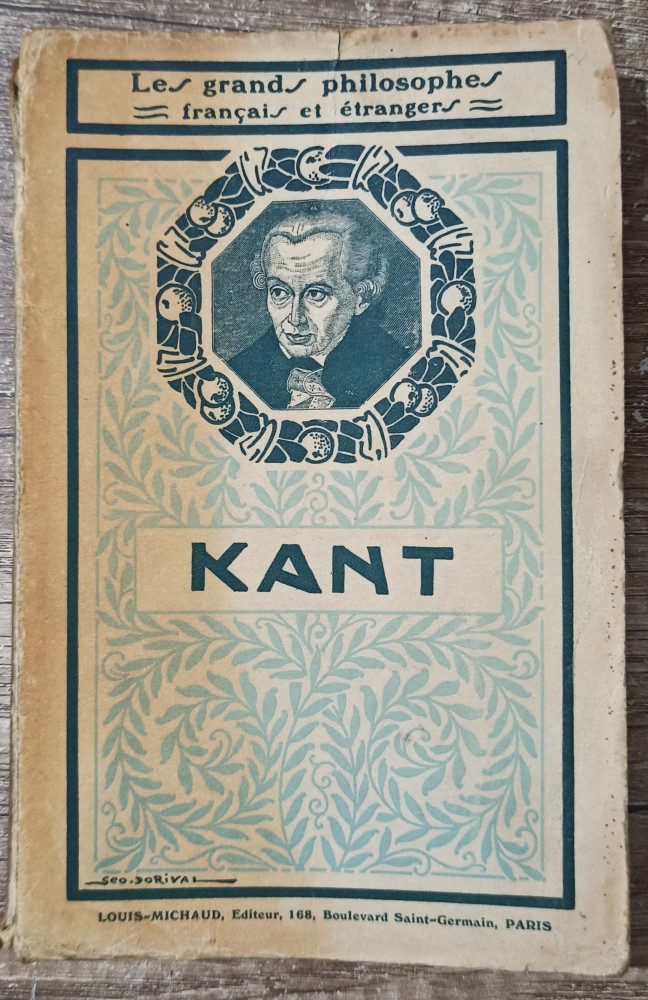 Les grands philosophes
français et étrangers
KANT
GEO.DORIVAL
LOUIS-MICHAUD, Editeur, 168, Boulevard Saint-Germain, PARIS